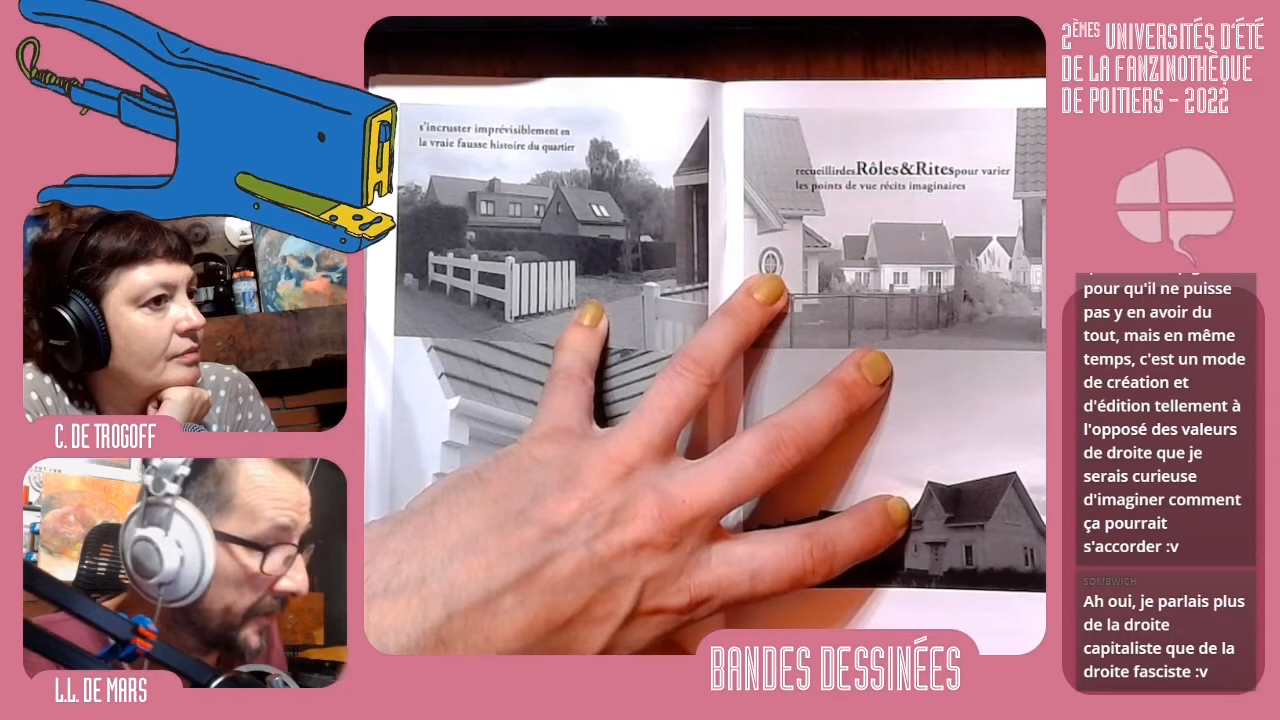 2ÈMES UNIVERSITÉS D'ÉTÉ
DE LA FANZINOTHÈQUE
DE POITIERS - 2022
s'incruster imprévisiblement en
la vraie fausse histoire du quartier
recueillirdesRôles&Ritespour varier
les points de vue récits imaginaires
C. DE TROGOFF
L.L. DE MARS
BANDES DESSINÉES
pour qu'il ne puisse
pas y en avoir du
tout, mais en même
temps, c'est un mode
de création et
d'édition tellement à
l'opposé des valeurs
de droite que je
serais curieuse
d'imaginer comment
ça pourrait
s'accorder :v
SOMBWICH
Ah oui, je parlais plus
de la droite
capitaliste que de la
droite fasciste :v